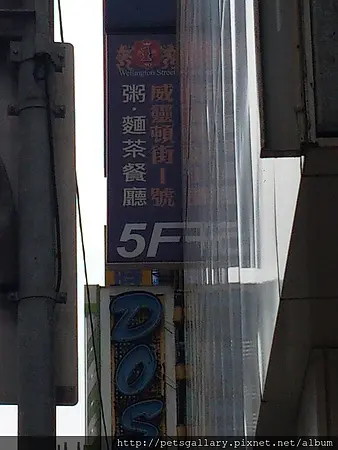 Wellington Street
威靈頓街一號
粥·麵茶餐廳
5F
DOS
http://petsgallary.pixnet.net/album